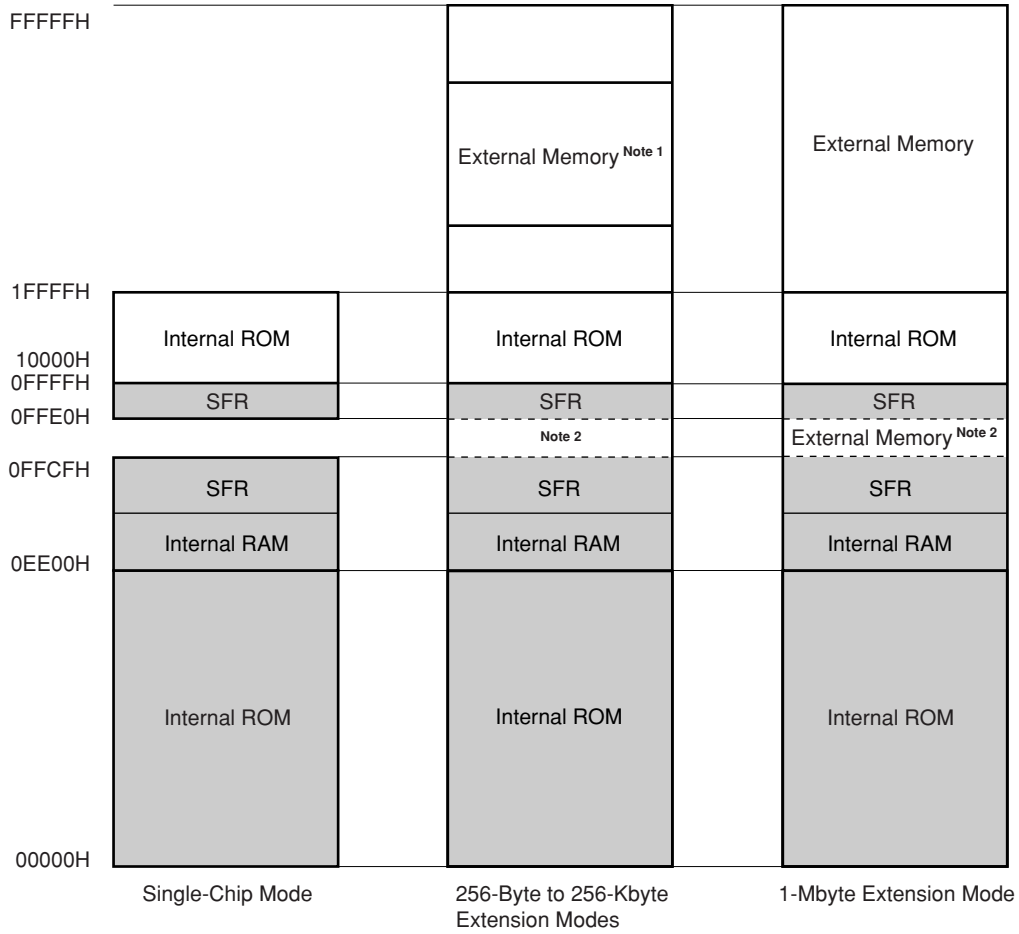 FFFFFH
External Memory Note 1
External Memory
1FFFFH
Internal ROM
Internal ROM
Internal ROM
10000H
0FFFFH
SFR
SFR
SFR
0FFE0H
Note 2
External Memory Note 2
0FFCFH
SFR
SFR
SFR
Internal RAM
Internal RAM
Internal RAM
0EE00H
Internal ROM
Internal ROM
Internal ROM
00000H
Single-Chip Mode
256-Byte to 256-Kbyte
Extension Modes
1-Mbyte Extension Mode